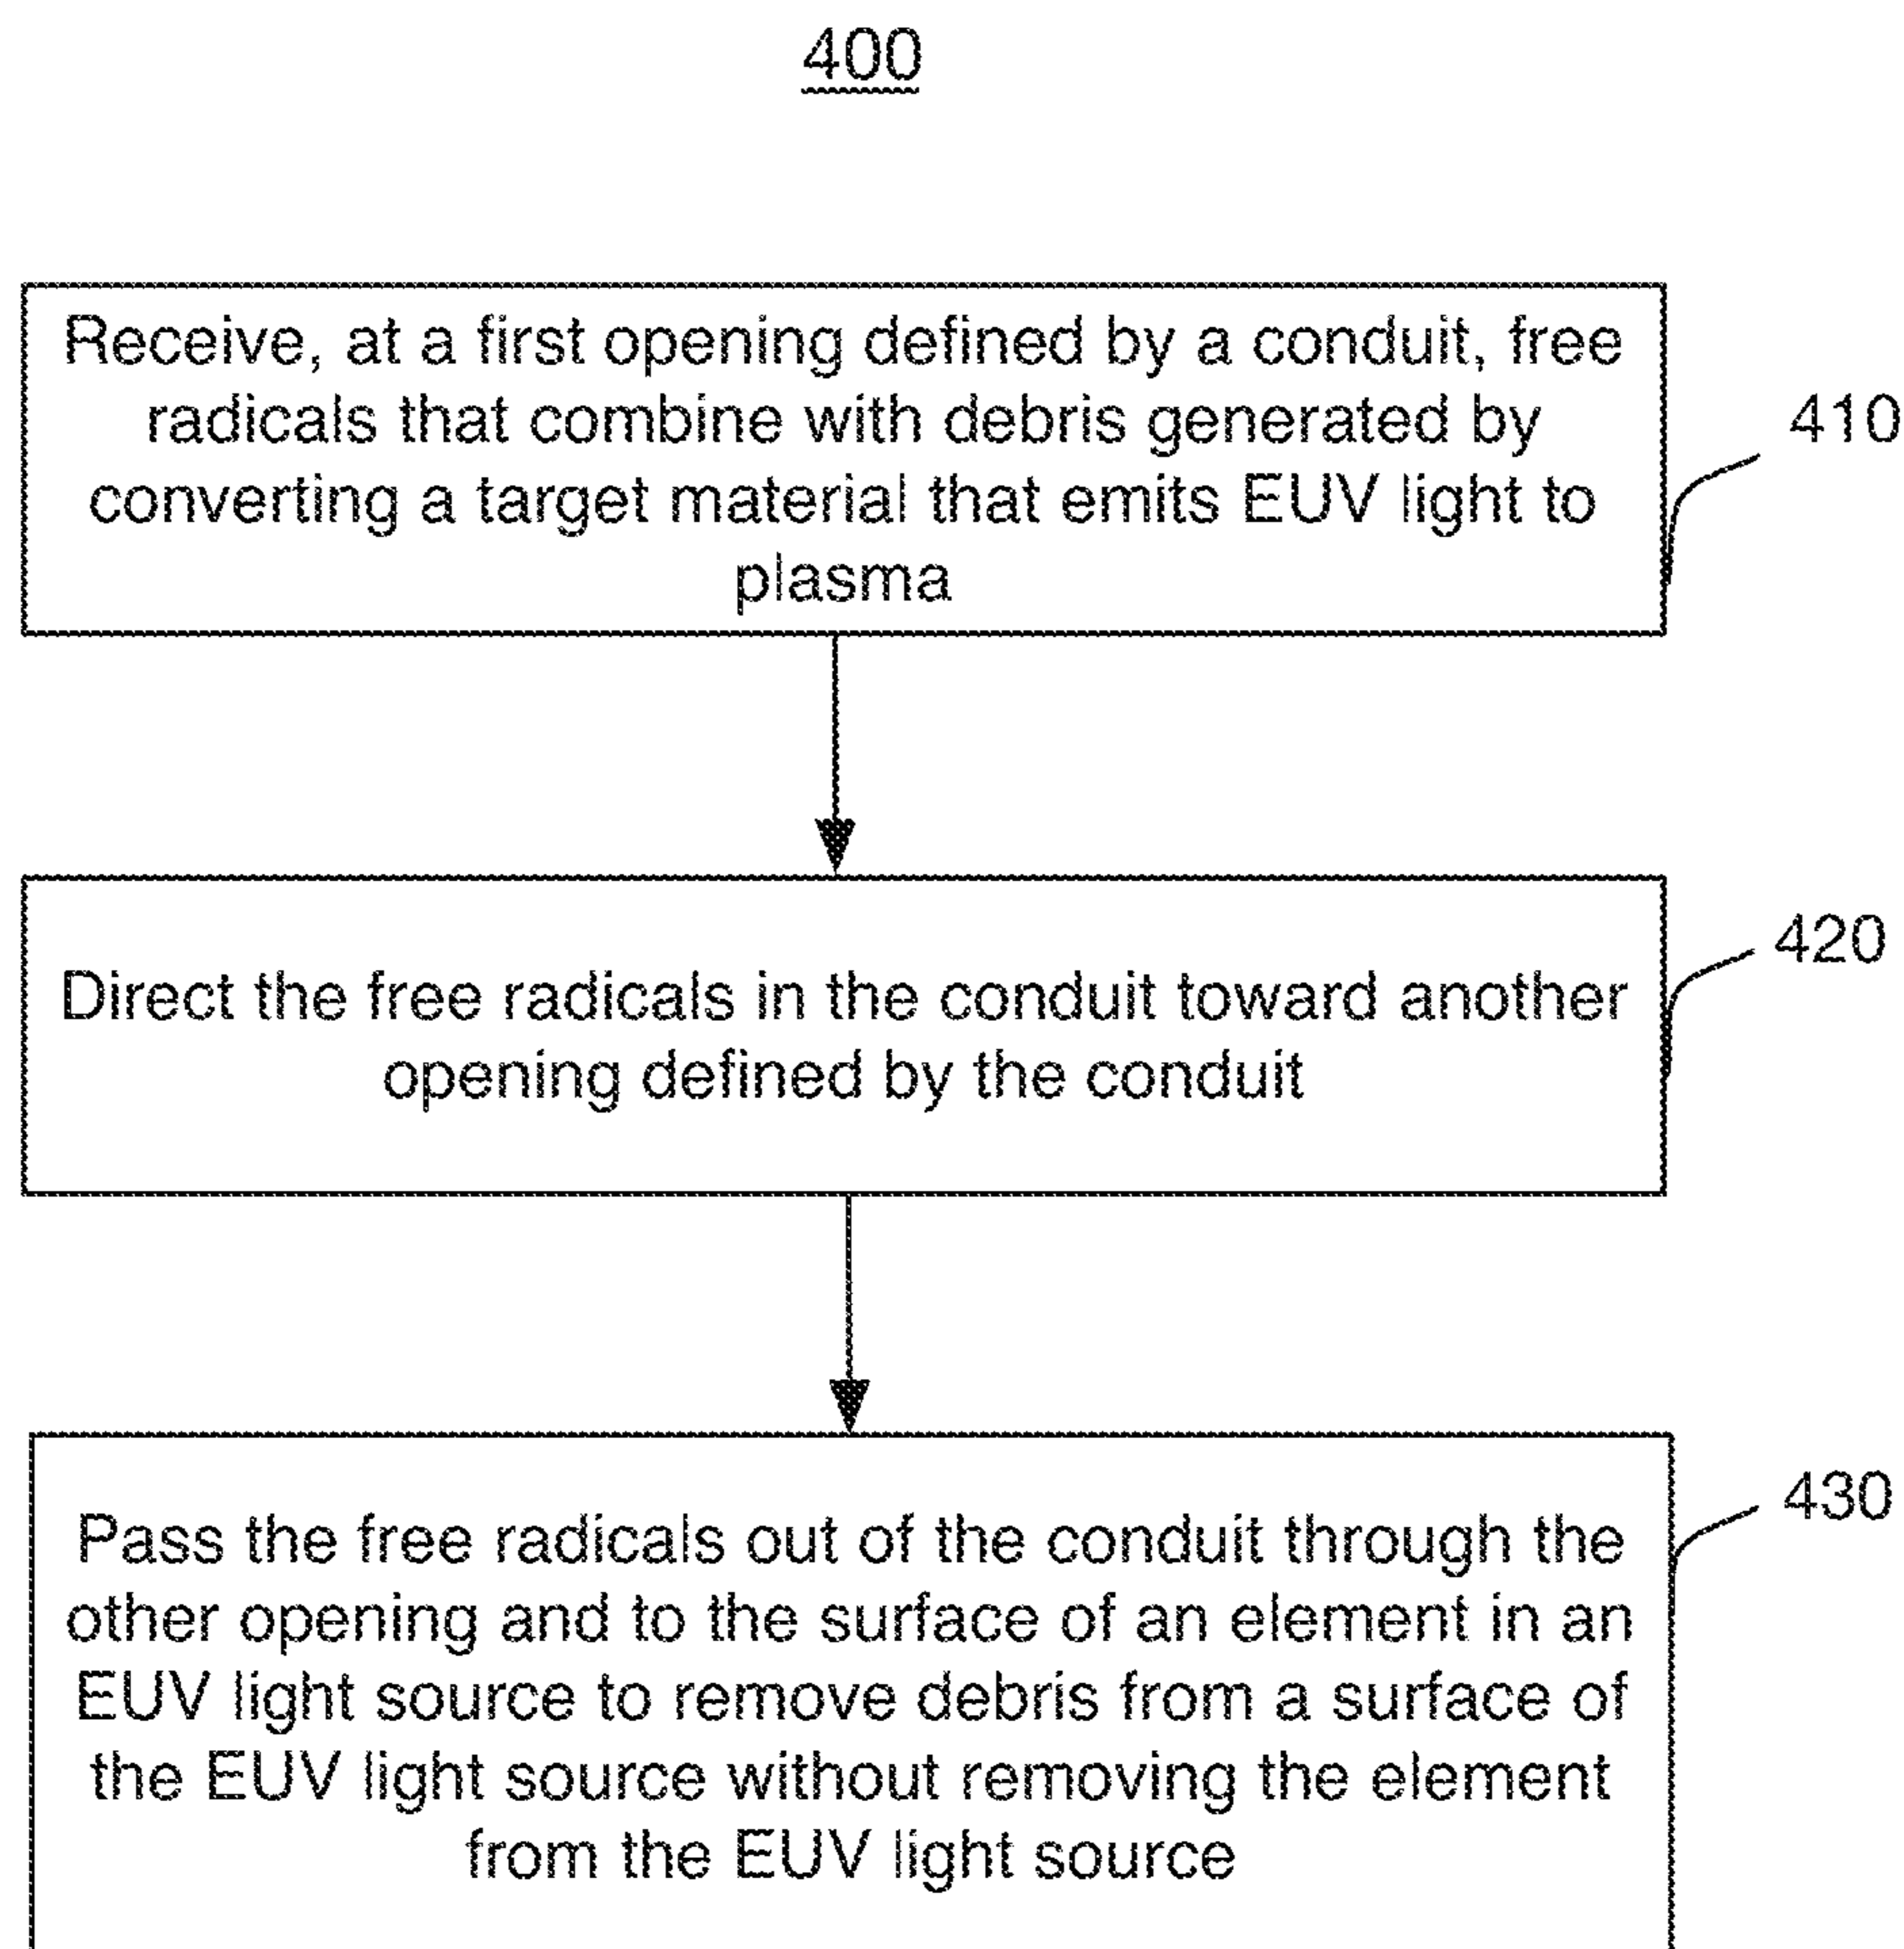 400
Receive, at a first opening defined by a conduit, free
radicals that combine with debris generated by
converting a target material that emits EUV light to
plasma
410
Direct the free radicals in the conduit toward another
opening defined by the conduit
420
Pass the free radicals out of the conduit through the
other opening and to the surface of an element in an
EUV light source to remove debris from a surface of
the EUV light source without removing the element
from the EUV light source
430